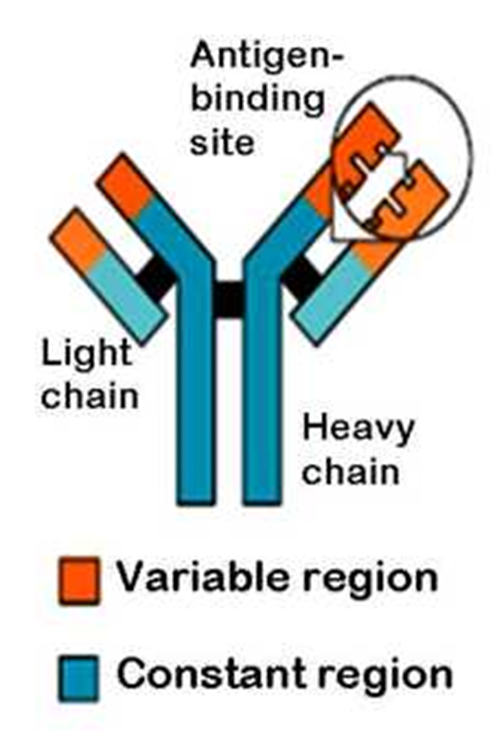 Antigen-
binding
site
Light
chain
Heavy
chain
Variable region
Constant region